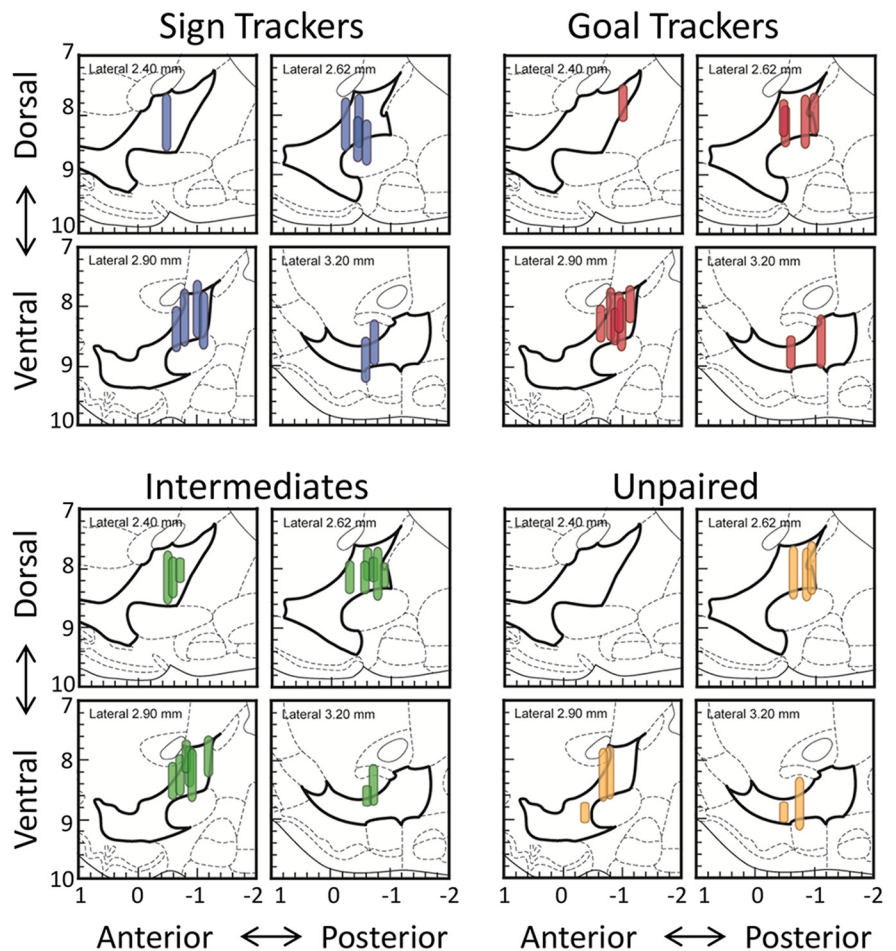 Sign Trackers Goal Trackers
7 Lateral 2.40 mm Lateral 2.62 mm Lateral 2.40 mm Lateral 2.62 mm
Dorsal
8
9
10
7 Lateral 2.90 mm Lateral 3.20 mm Lateral 2.90 mm Lateral 3.20 mm
Ventral
8
9
10
Intermediates Unpaired
7 Lateral 2.40 mm Lateral 2.62 mm Lateral 2.40 mm Lateral 2.62 mm
Dorsal
8
9
10
Lateral 2.90 mm Lateral 3.20 mm Lateral 2.90 mm Lateral 3.20 mm
Ventral
8
9
10
1 0 -1 -2 1 0 -1 -2 1 0 -1 -2 1 0 -1 -2
Anterior ↔ Posterior Anterior ↔ Posterior